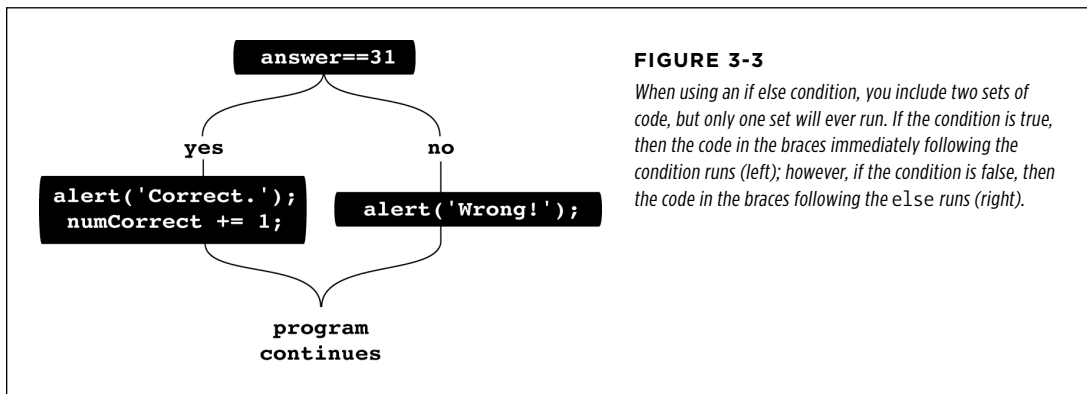 answer==31
yes
no
alert('Correct.');
numCorrect += 1;
alert('Wrong!');
program
continues
FIGURE 3-3
When using an if else condition, you include two sets of
code, but only one set will ever run. If the condition is true,
then the code in the braces immediately following the
condition runs (left); however, if the condition is false, then
the code in the braces following the else runs (right).